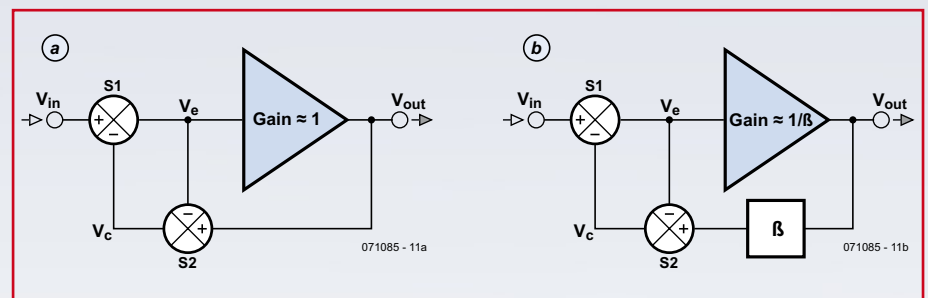 a
S1
Vin
+
−
Ve
Gain ≈ 1
Vout
−
+
Vc
S2
071085 - 11a
b
S1
Vin
+
−
Ve
Gain ≈ 1/ß
Vout
−
+
ß
Vc
S2
071085 - 11b